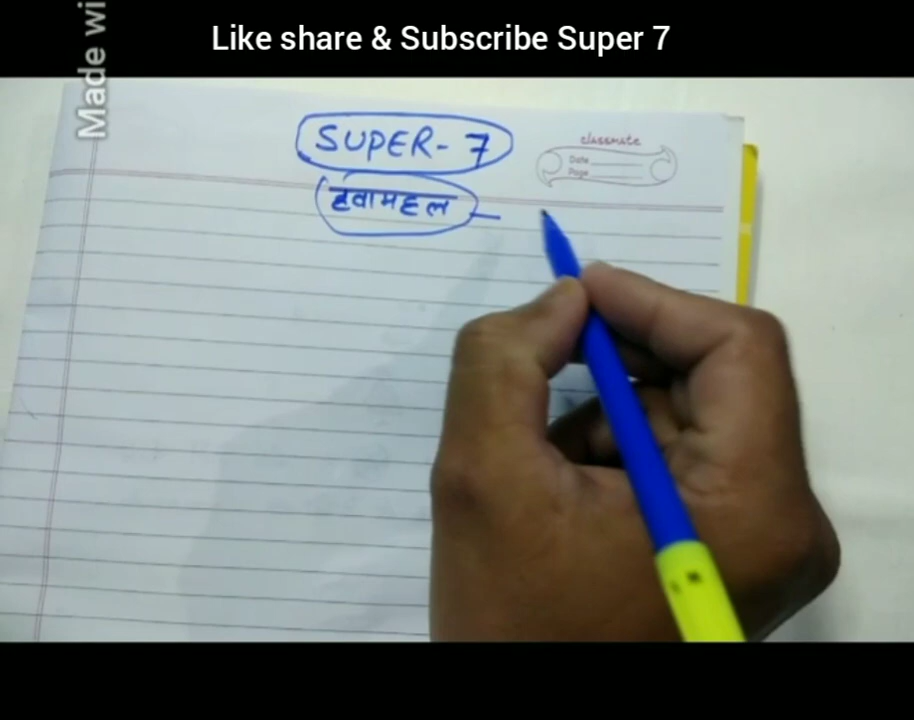 Like share & Subscribe Super 7
Made wi
SUPER-7
classmate
Date
Page
हवामहल -